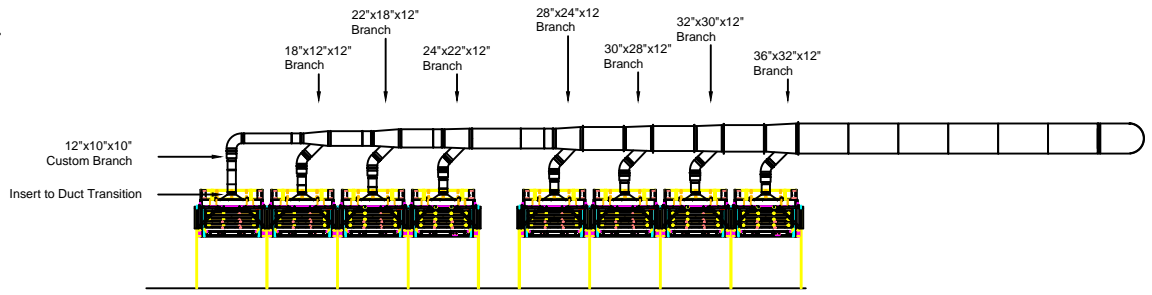 22"x18"x12"
Branch
28"x24"x12
Branch
32"x30"x12"
Branch
18"x12"x12"
Branch
24"x22"x12"
Branch
30"x28"x12"
Branch
36"x32"x12"
Branch
12"x10"x10"
Custom Branch
Insert to Duct Transition